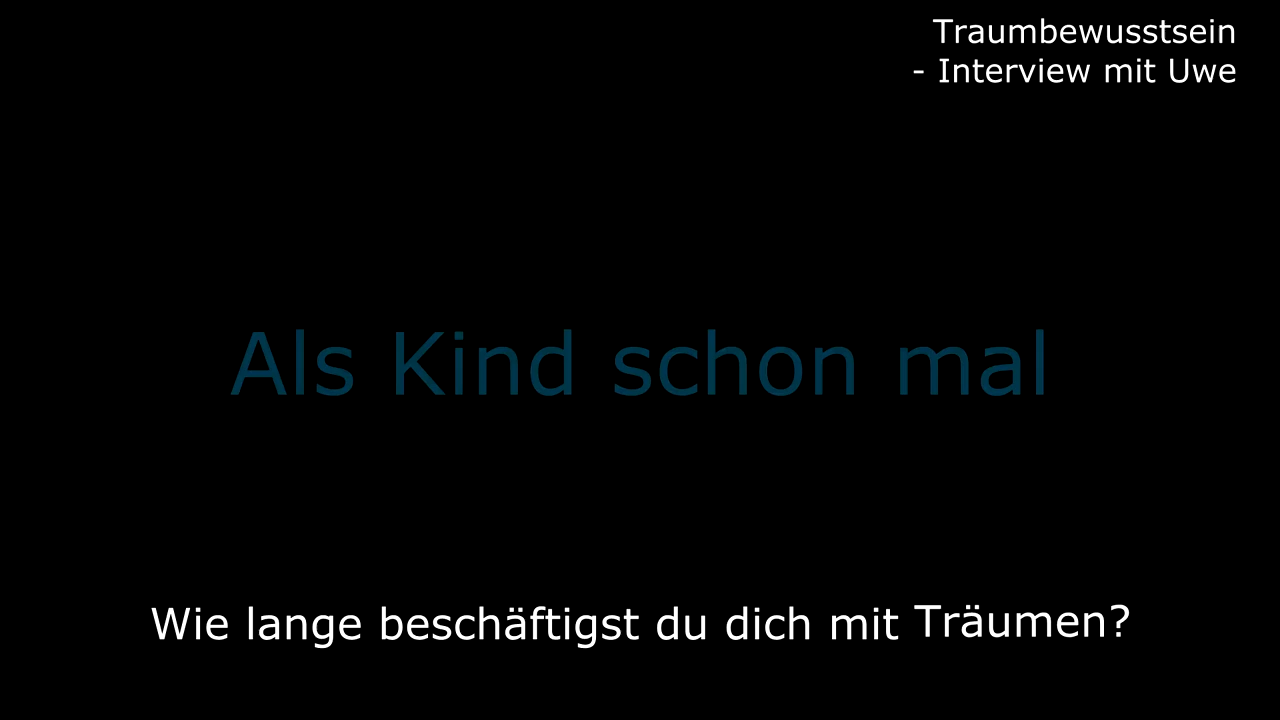 Traumbewusstsein
- Interview mit Uwe
Als Kind schon mal
Wie lange beschäftigst du dich mit Träumen?